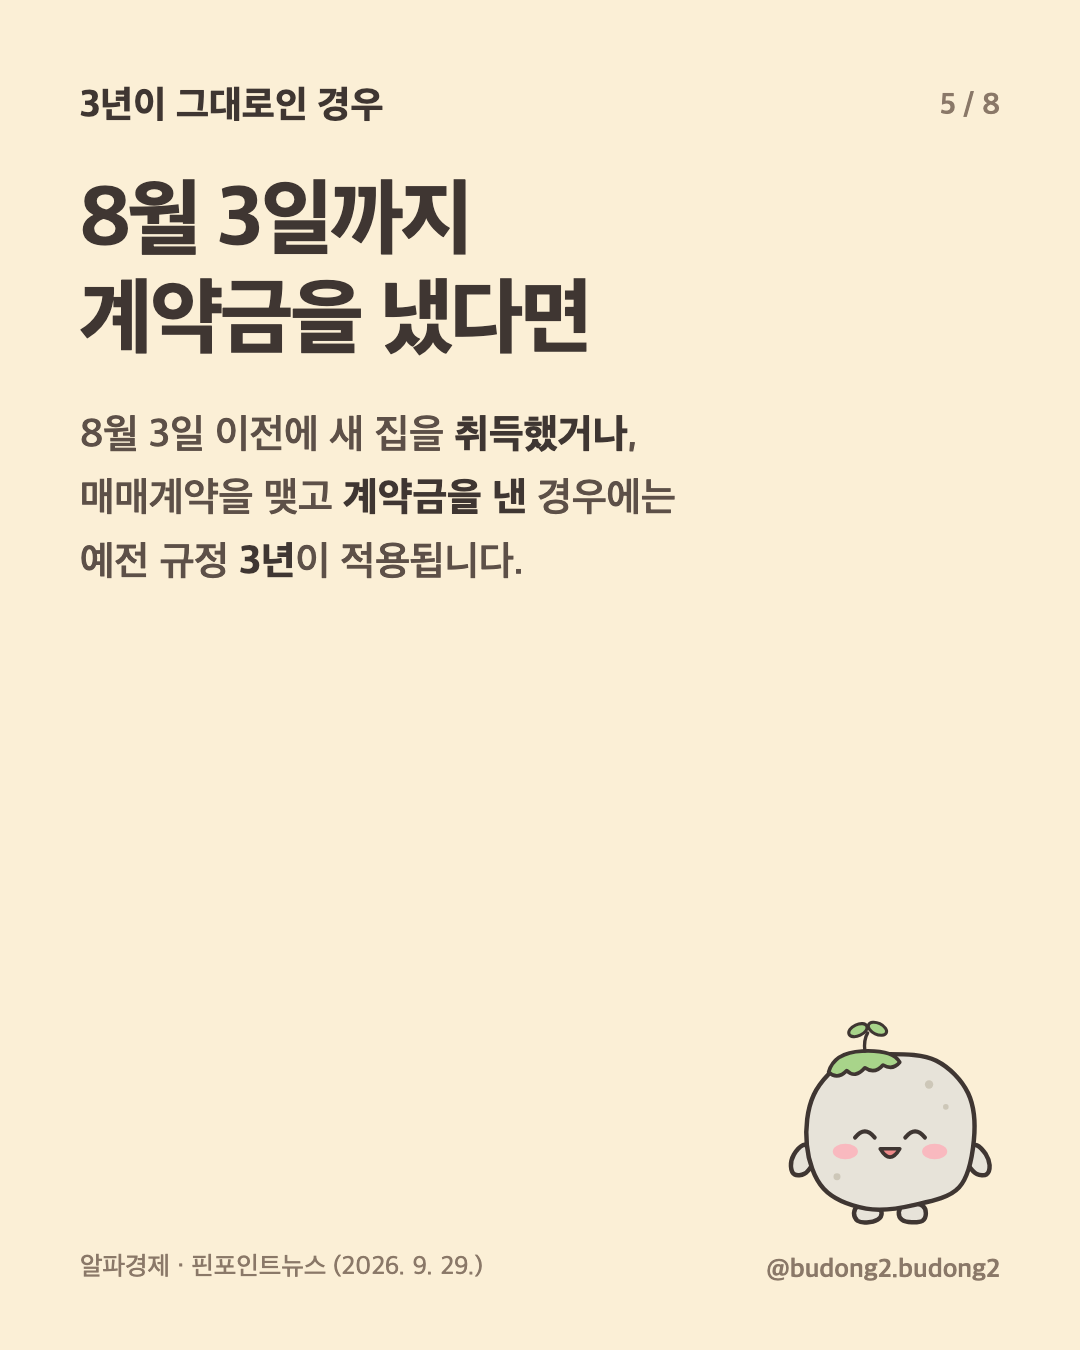 3년이 그대로인 경우
5 / 8
8월 3일까지
계약금을 냈다면
8월 3일 이전에 새 집을 취득했거나,
매매계약을 맺고 계약금을 낸 경우에는
예전 규정 3년이 적용됩니다.
알파경제 · 핀포인트뉴스 (2026. 9. 29.)
@budong2.budong2